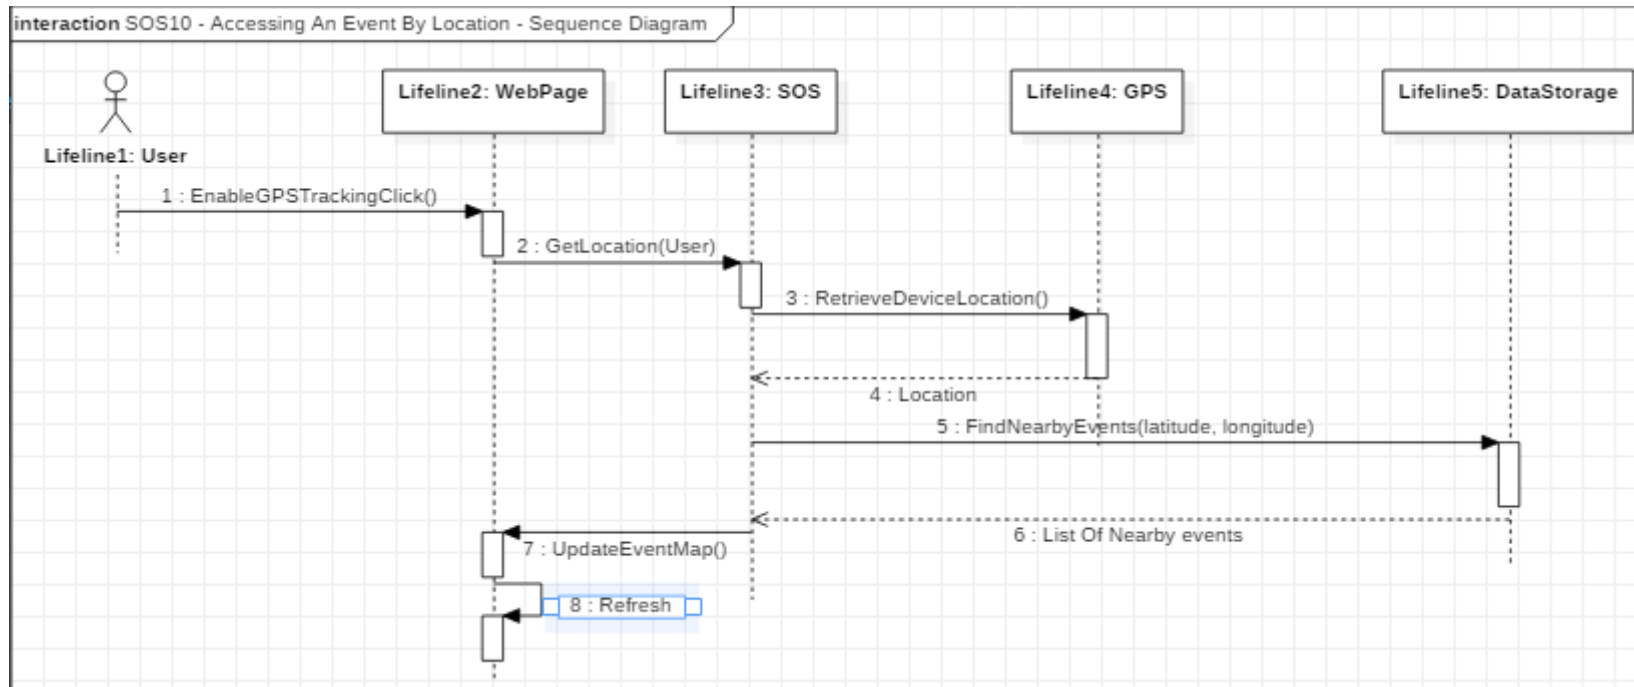 interaction SOS10 - Accessing An Event By Location - Sequence Diagram
Lifeline1: User
Lifeline2: WebPage
Lifeline3: SOS
Lifeline4: GPS
Lifeline5: DataStorage
1 : EnableGPSTrackingClick()
2 : GetLocation(User)
3 : RetrieveDeviceLocation()
4 : Location
5 : FindNearbyEvents(latitude, longitude)
6 : List Of Nearby events
7 : UpdateEventMap()
8 : Refresh